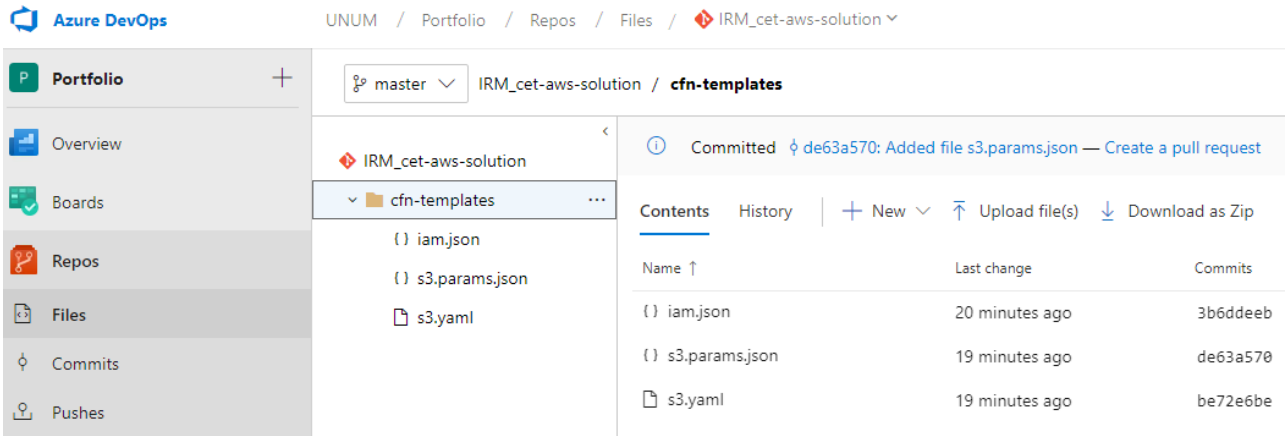 Azure DevOps
UNUM / Portfolio / Repos / Files / IRM_cet-aws-solution
P Portfolio
master IRM_cet-aws-solution / cfn-templates
Overview
Boards
Repos
Files
Commits
Pushes
IRM_cet-aws-solution
cfn-templates ...
{ } iam.json
{ } s3.params.json
s3.yaml
Committed de63a570: Added file s3.params.json — Create a pull request
Contents History + New Upload file(s) Download as Zip
Name ↑ Last change Commits
{ } iam.json 20 minutes ago 3b6ddeeb
{ } s3.params.json 19 minutes ago de63a570
s3.yaml 19 minutes ago be72e6be